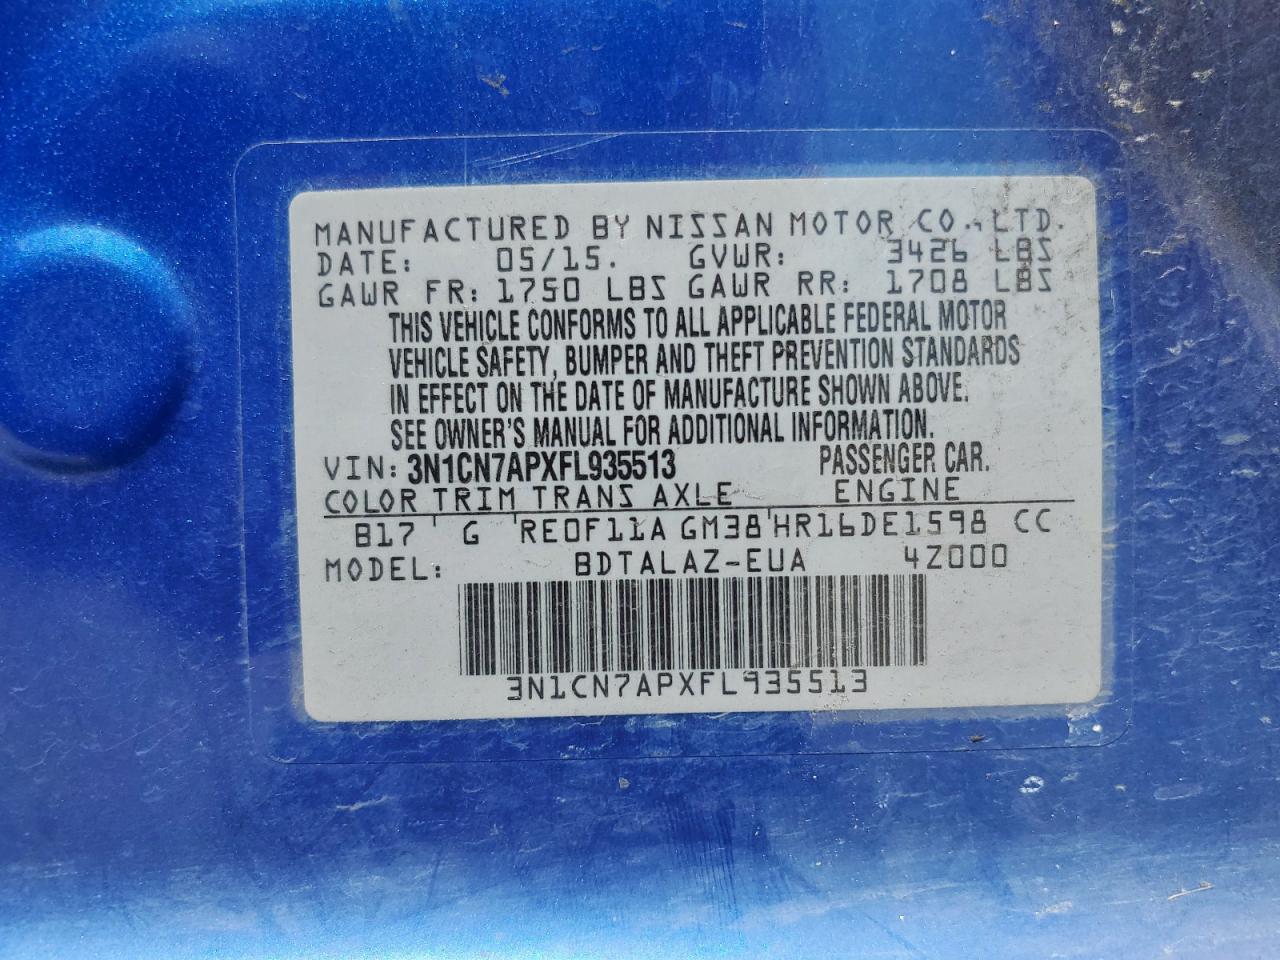 MANUFACTURED BY NISSAN MOTOR CO., LTD.
DATE: 05/15. GVWR: 3426 LBS
GAWR FR: 1750 LBS GAWR RR: 1708 LBS
THIS VEHICLE CONFORMS TO ALL APPLICABLE FEDERAL MOTOR
VEHICLE SAFETY, BUMPER AND THEFT PREVENTION STANDARDS
IN EFFECT ON THE DATE OF MANUFACTURE SHOWN ABOVE.
SEE OWNER'S MANUAL FOR ADDITIONAL INFORMATION.
VIN: 3N1CN7APXFL935513 PASSENGER CAR.
COLOR TRIM TRANS AXLE ENGINE
B17 ' G 'RE0F11A GM38'HR16DE1598 CC
MODEL: BDTALAZ-EUA 4Z000
3N1CN7APXFL935513